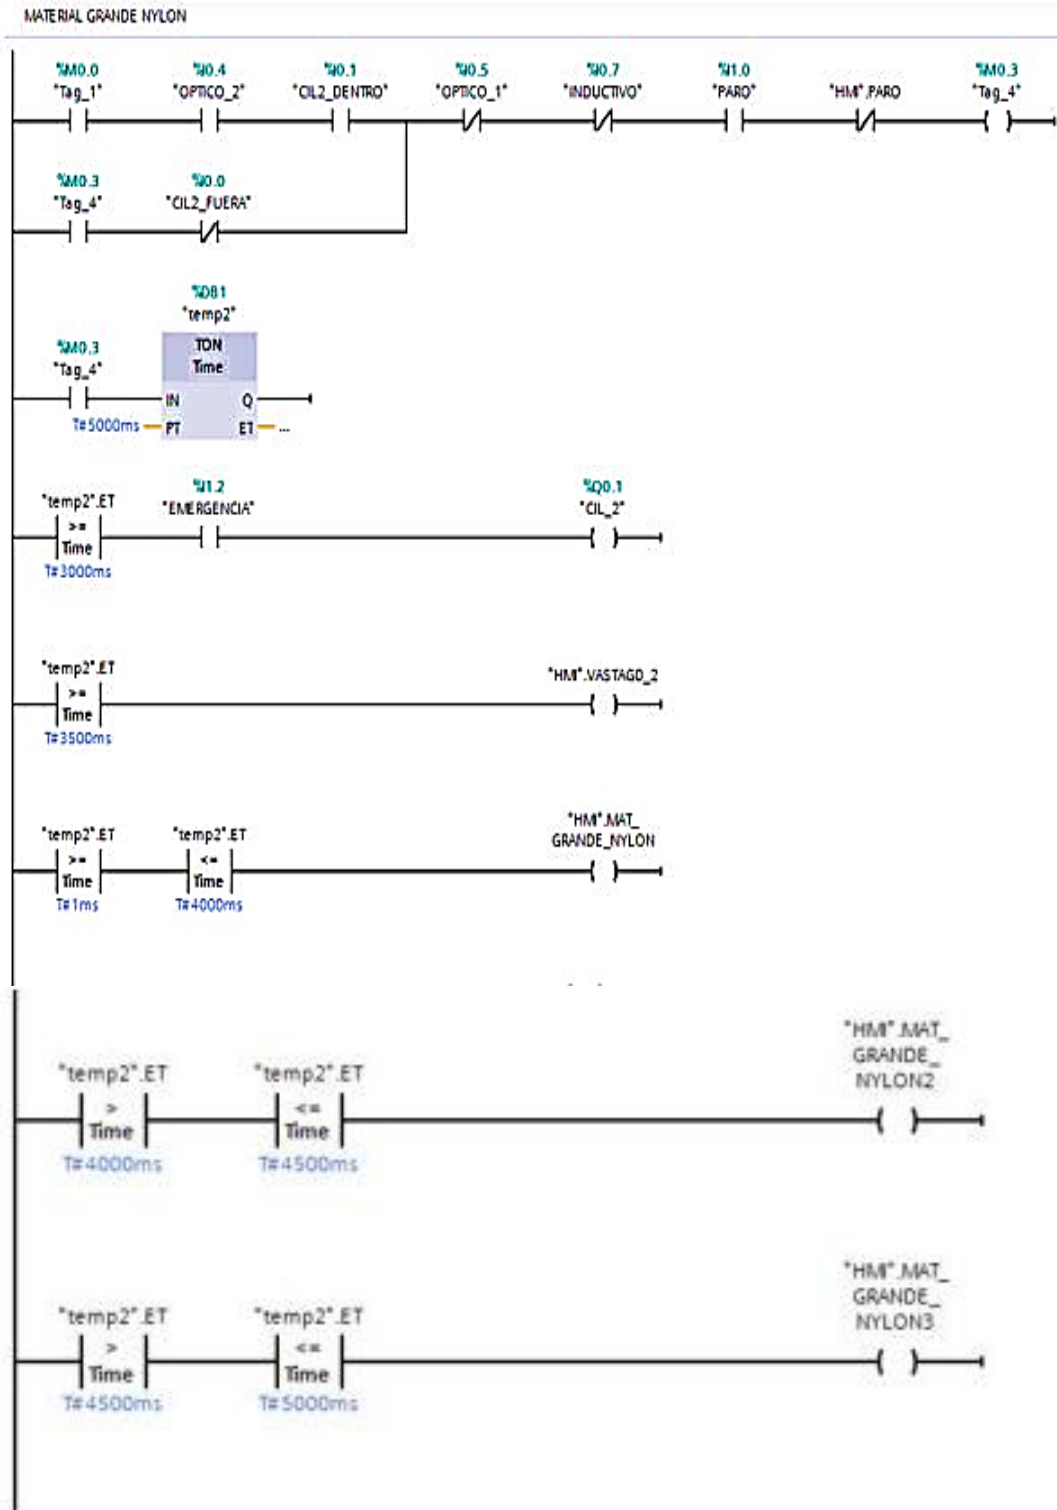 MATERIAL GRANDE NYLON
%M0.0 %I0.4 %I0.1 %I0.5 %I0.7 %I1.0 %M0.3
"Tag_1" "OPTICO_2" "CIL2_DENTRO" "OPTICO_1" "INDUCTIVO" "PARO" "HMI".PARO "Tag_4"
%M0.3 %I0.0
"Tag_4" "CIL2_FUERA"
%DB1
"temp2"
%M0.3
"Tag_4"
TON
Time
IN Q
T#5000ms PT ET ...
"temp2".ET
>=
Time
T#3000ms
%I1.2
"EMERGENCIA"
%Q0.1
"CIL_2"
"temp2".ET
>=
Time
T#3500ms
"HMI".VASTAGO_2
"temp2".ET
>=
Time
T#1ms
"temp2".ET
<=
Time
T#4000ms
"HMI".MAT_
GRANDE_NYLON
"temp2".ET
>
Time
T#4000ms
"temp2".ET
<=
Time
T#4500ms
"HMI".MAT_
GRANDE_
NYLON2
"temp2".ET
>
Time
T#4500ms
"temp2".ET
<=
Time
T#5000ms
"HMI".MAT_
GRANDE_
NYLON3